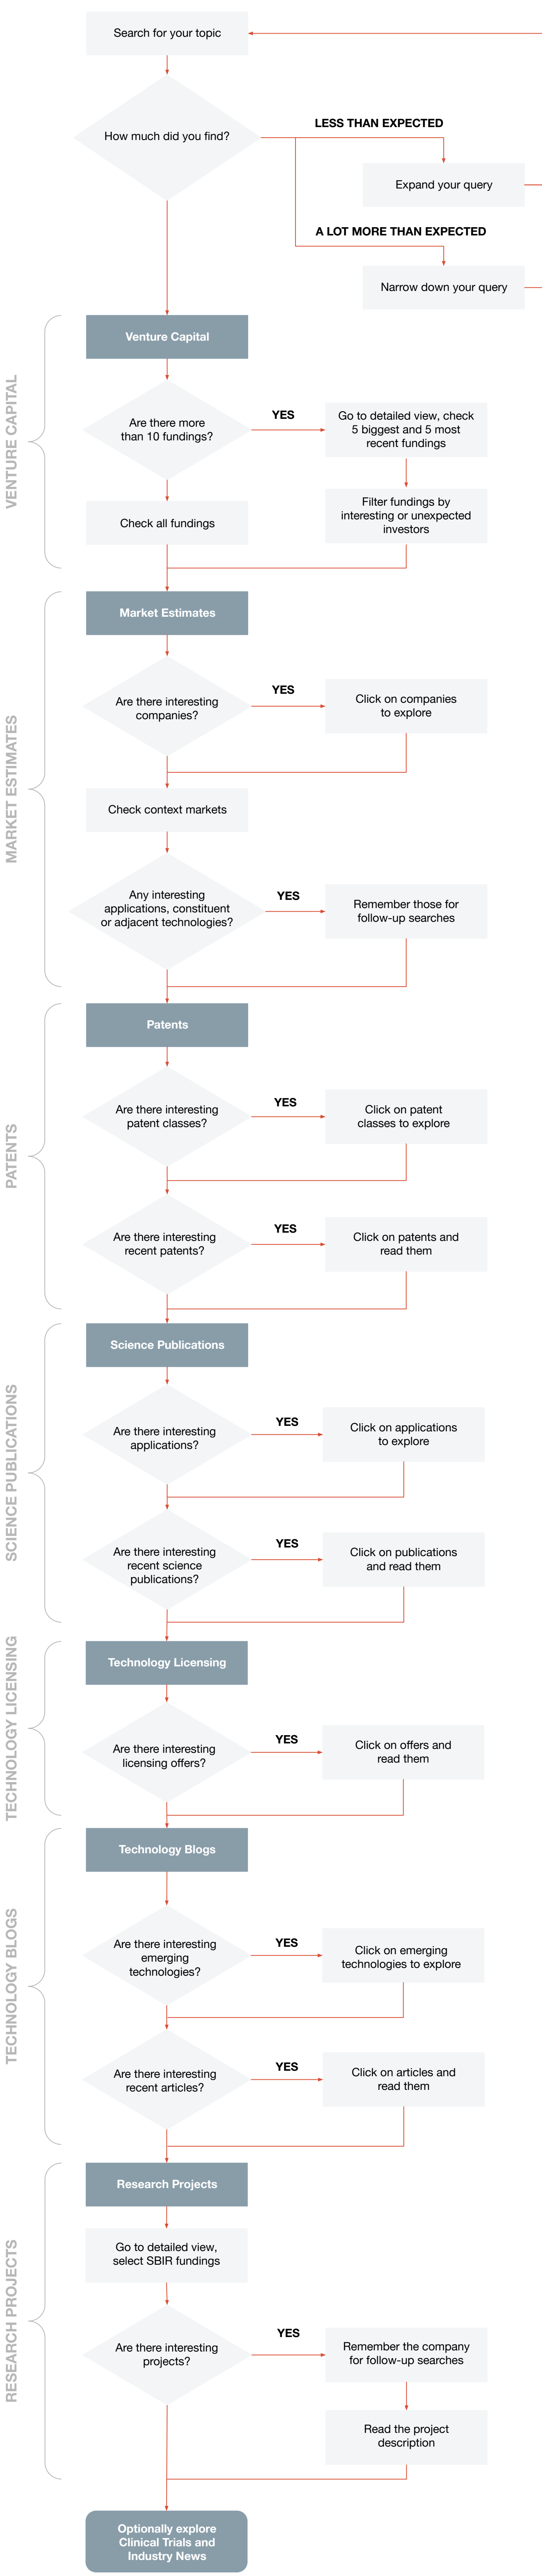 Search for your topic
How much did you find?
LESS THAN EXPECTED
Expand your query
A LOT MORE THAN EXPECTED
Narrow down your query
VENTURE CAPITAL
Venture Capital
Are there more
than 10 fundings?
YES
Go to detailed view, check
5 biggest and 5 most
recent fundings
Check all fundings
Filter fundings by
interesting or unexpected
investors
MARKET ESTIMATES
Market Estimates
Are there interesting
companies?
YES
Click on companies
to explore
Check context markets
Any interesting
applications, constituent
or adjacent technologies?
YES
Remember those for
follow-up searches
PATENTS
Patents
Are there interesting
patent classes?
YES
Click on patent
classes to explore
Are there interesting
recent patents?
YES
Click on patents and
read them
SCIENCE PUBLICATIONS
Science Publications
Are there interesting
applications?
YES
Click on applications
to explore
Are there interesting
recent science
publications?
YES
Click on publications
and read them
TECHNOLOGY LICENSING
Technology Licensing
Are there interesting
licensing offers?
YES
Click on offers and
read them
TECHNOLOGY BLOGS
Technology Blogs
Are there interesting
emerging
technologies?
YES
Click on emerging
technologies to explore
Are there interesting
recent articles?
YES
Click on articles and
read them
RESEARCH PROJECTS
Research Projects
Go to detailed view,
select SBIR fundings
Are there interesting
projects?
YES
Remember the company
for follow-up searches
Read the project
description
Optionally explore
Clinical Trials and
Industry News